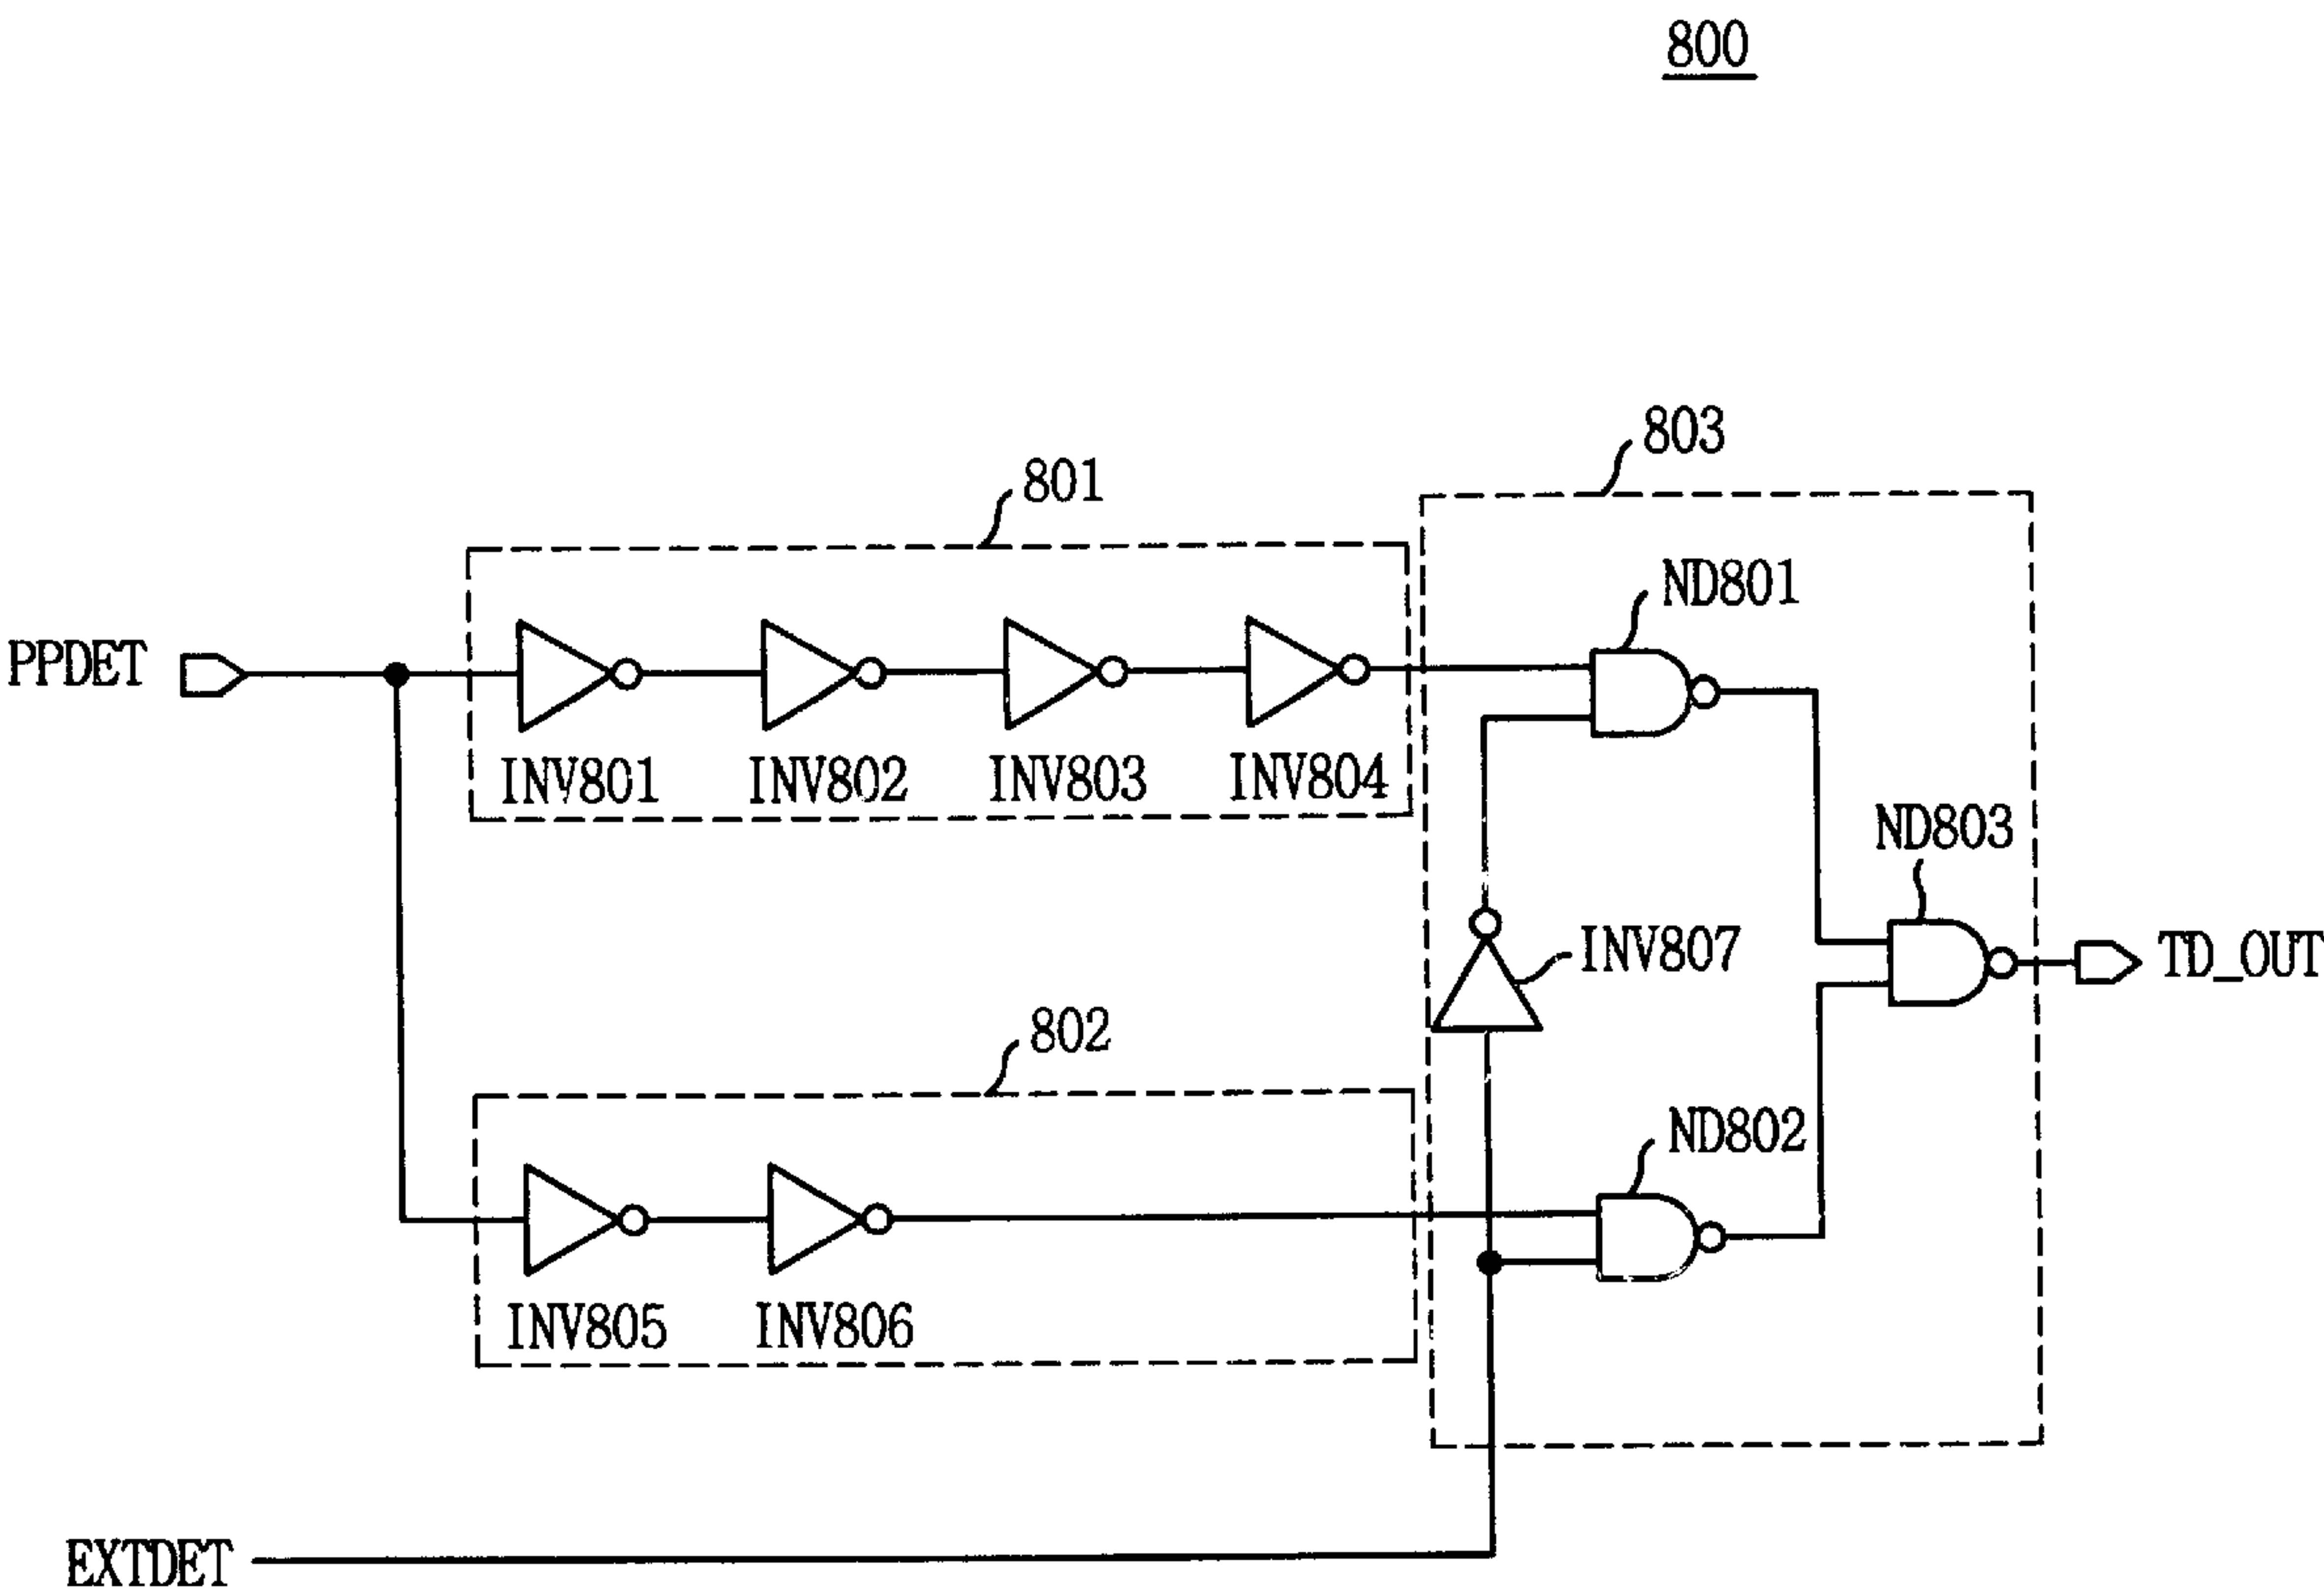 800
803
801
ND801
PPDET
INV801
INV802
INV803
INV804
ND803
INV807
TD_OUT
802
ND802
INV805
INV806
EXTDET